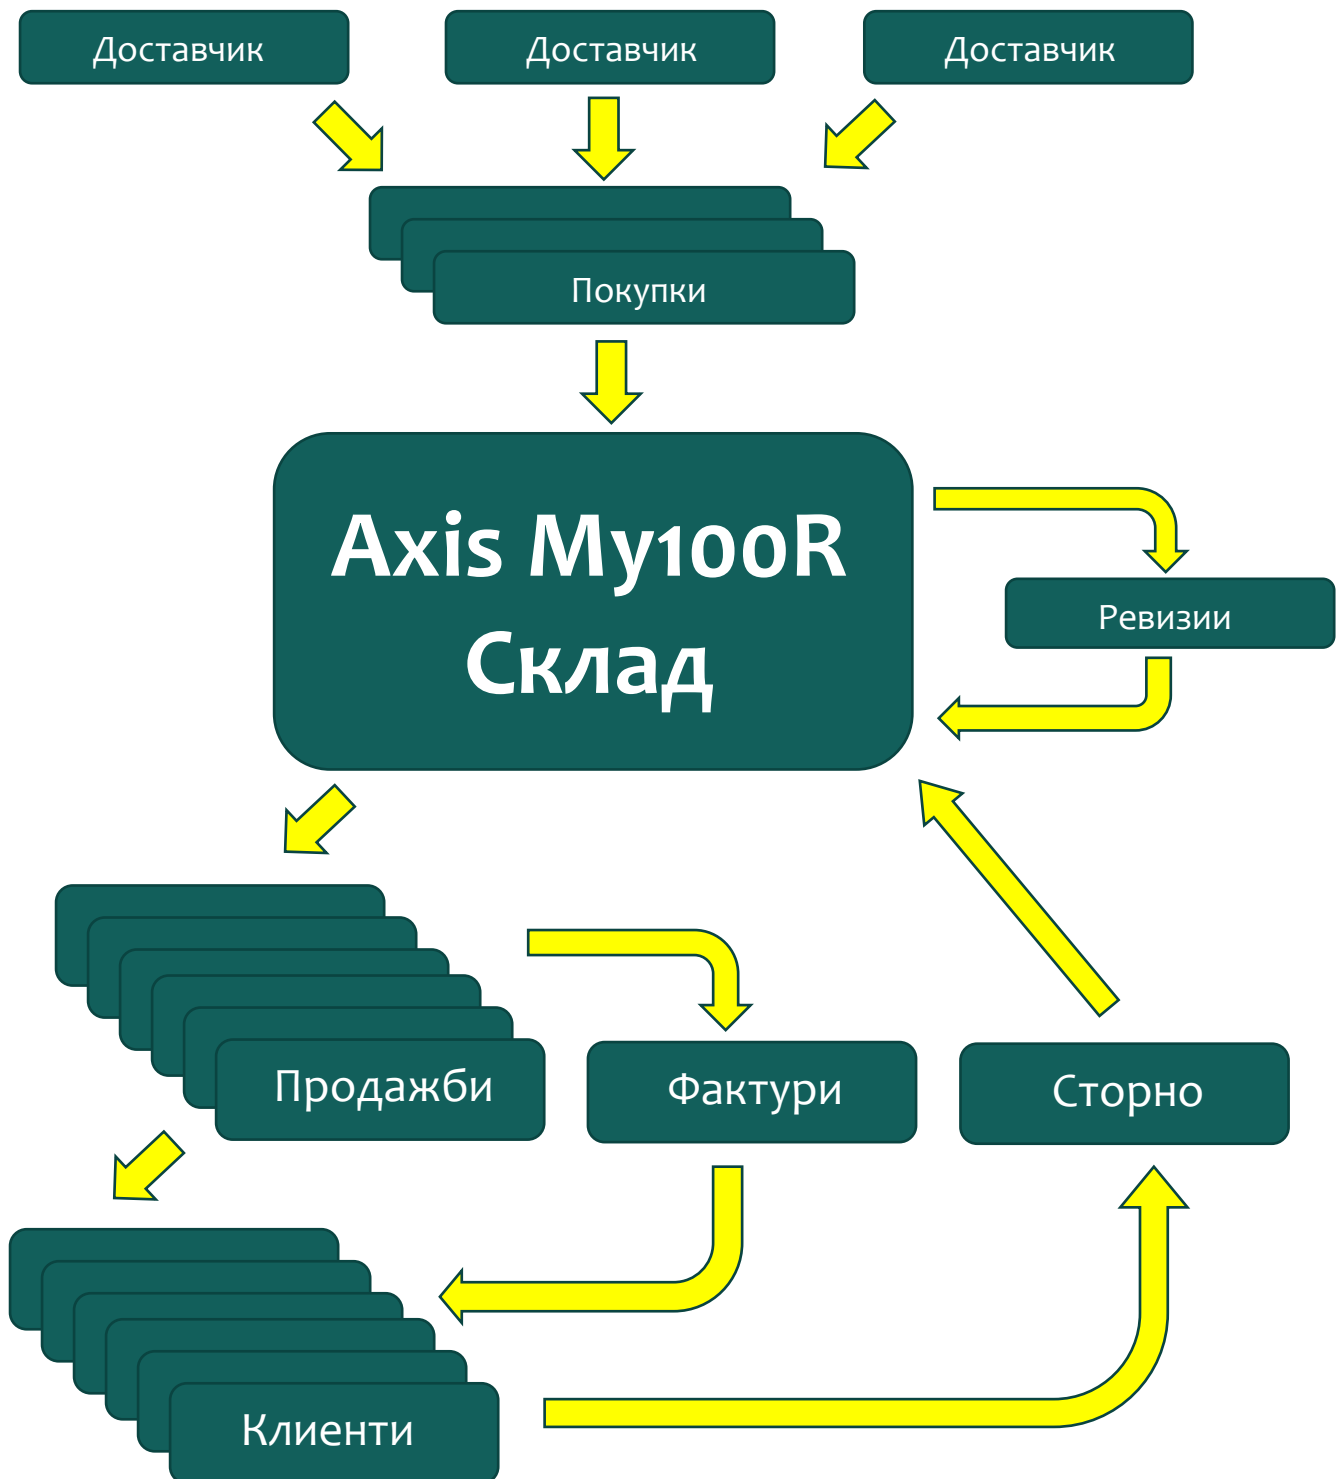 Доставчик
Доставчик
Доставчик
Покупки
Axis My100R
Склад
Ревизии
Продажби
Фактури
Сторно
Клиенти